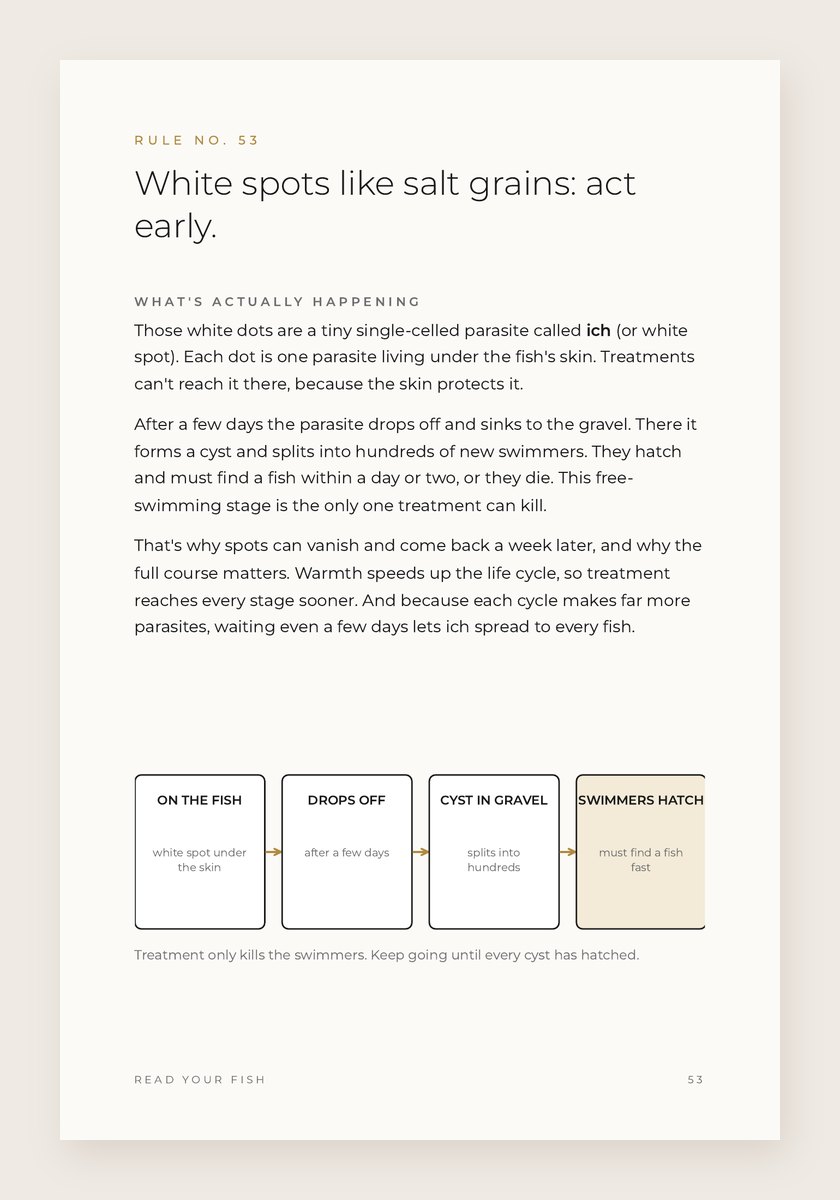 RULE NO. 53
White spots like salt grains: act
early.
WHAT'S ACTUALLY HAPPENING
Those white dots are a tiny single-celled parasite called ich (or white
spot). Each dot is one parasite living under the fish's skin. Treatments
can't reach it there, because the skin protects it.
After a few days the parasite drops off and sinks to the gravel. There it
forms a cyst and splits into hundreds of new swimmers. They hatch
and must find a fish within a day or two, or they die. This free-
swimming stage is the only one treatment can kill.
That's why spots can vanish and come back a week later, and why the
full course matters. Warmth speeds up the life cycle, so treatment
reaches every stage sooner. And because each cycle makes far more
parasites, waiting even a few days lets ich spread to every fish.
ON THE FISH
white spot under
the skin
DROPS OFF
after a few days
CYST IN GRAVEL
splits into
hundreds
SWIMMERS HATCH
must find a fish
fast
Treatment only kills the swimmers. Keep going until every cyst has hatched.
READ YOUR FISH
53